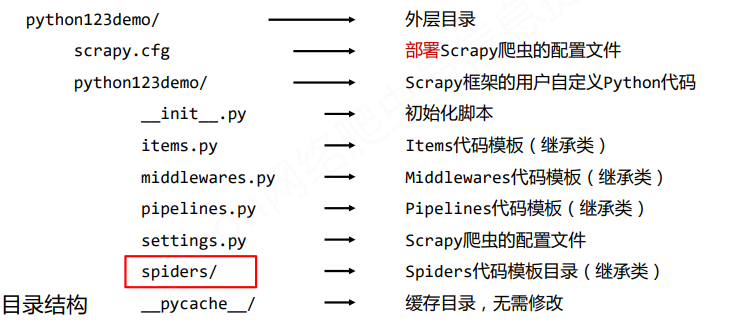 python123demo/ 外层目录
scrapy.cfg 部署Scrapy爬虫的配置文件
python123demo/ Scrapy框架的用户自定义Python代码
__init__.py 初始化脚本
items.py Items代码模板（继承类）
middlewares.py Middlewares代码模板（继承类）
pipelines.py Pipelines代码模板（继承类）
settings.py Scrapy爬虫的配置文件
spiders/ Spiders代码模板目录（继承类）
目录结构 __pycache__/ 缓存目录，无需修改